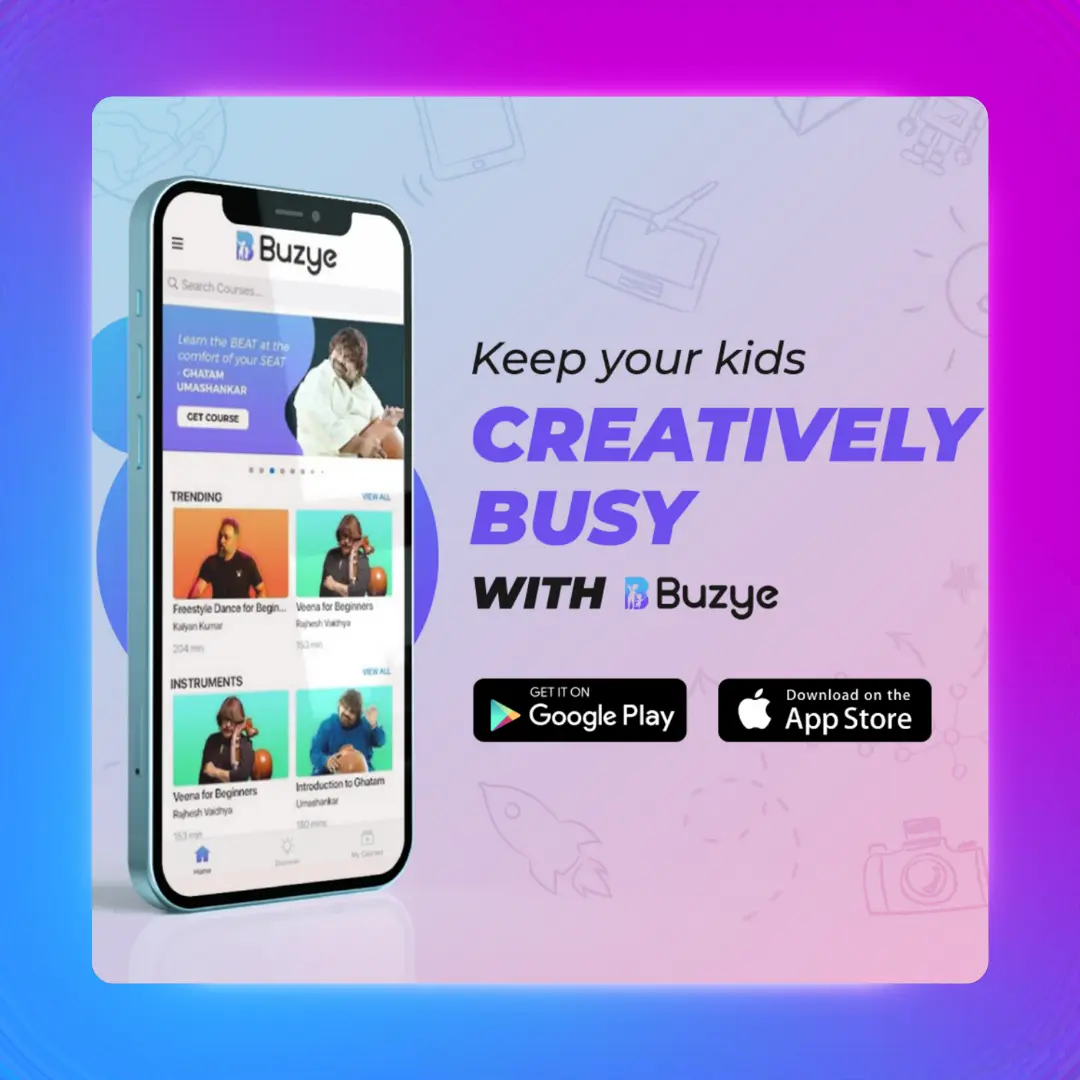 Buzye
Search Courses...
Learn the BEAT at the
comfort of your SEAT
- GHATAM
UMASHANKAR
GET COURSE
TRENDING
VIEW ALL
Freestyle Dance for Begin...
Kalyan Kumar
204 min
Veena for Beginners
Rajhesh Vaidhya
153 min
INSTRUMENTS
VIEW ALL
Veena for Beginners
Rajhesh Vaidhya
153 min
Introduction to Ghatam
Umashankar
180 mins
Home
Discover
My Courses
Keep your kids
CREATIVELY
BUSY
WITH Buzye
GET IT ON
Google Play
Download on the
App Store